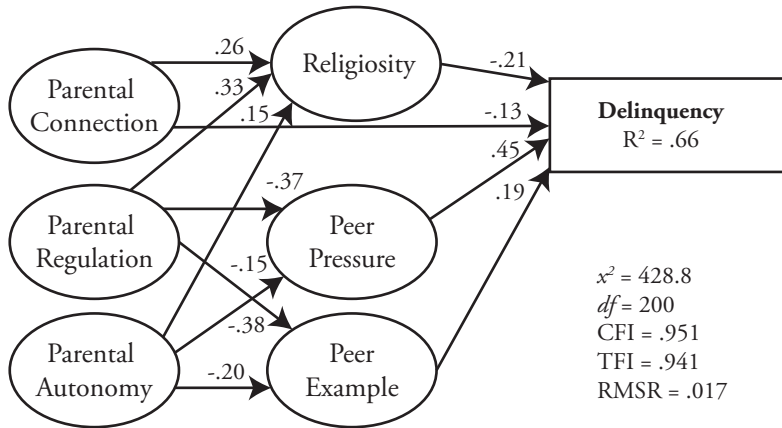 .26
Religiosity
-.21
Parental
Connection
.33
.15
-.13
Delinquency
R² = .66
.45
-.37
.19
Parental
Regulation
Peer
Pressure
-.15
-.38
x² = 428.8
df = 200
CFI = .951
TFI = .941
RMSR = .017
Parental
Autonomy
-.20
Peer
Example